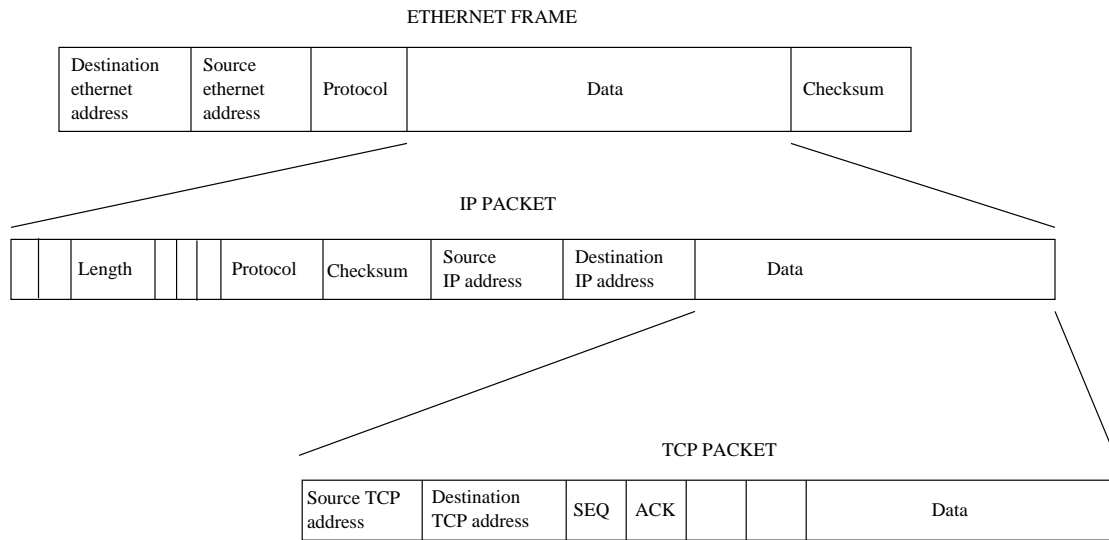 ETHERNET FRAME
Destination
ethernet
address
Source
ethernet
address
Protocol
Data
Checksum
IP PACKET
Length
Protocol
Checksum
Source
IP address
Destination
IP address
Data
TCP PACKET
Source TCP
address
Destination
TCP address
SEQ
ACK
Data